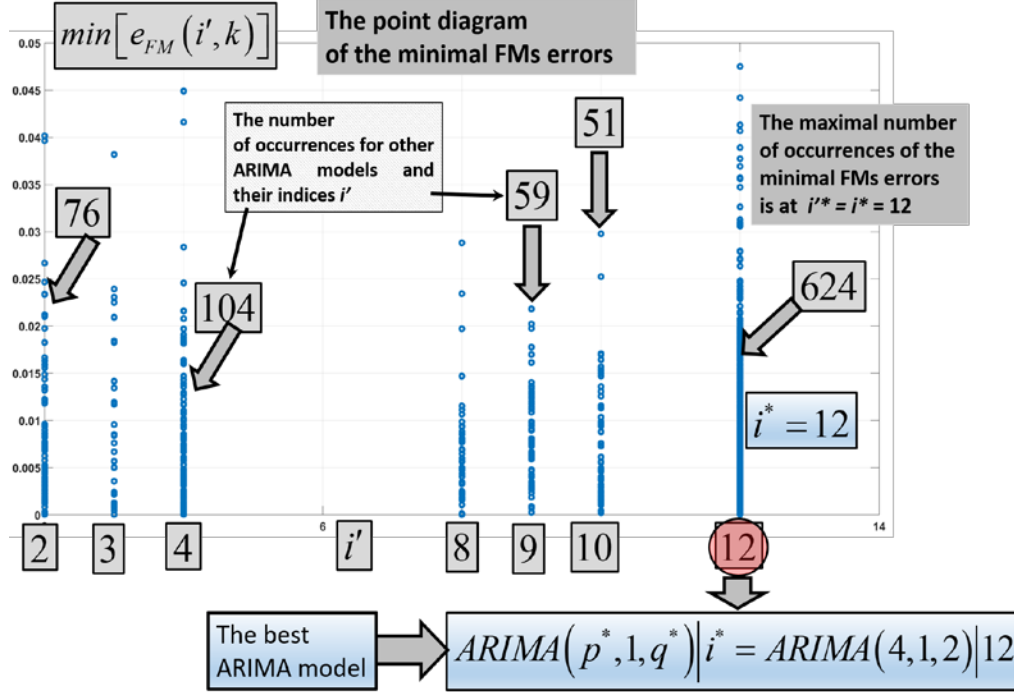 min[e_FM(i′,k)]
The point diagram
of the minimal FMs errors
0.05
0.045
0.04
0.035
0.03
0.025
0.02
0.015
0.01
0.005
0
The number
of occurrences for other
ARIMA models and
their indices i′
76
104
59
51
The maximal number
of occurrences of the
minimal FMs errors
is at i′* = i* = 12
624
i* = 12
6
14
2 3 4 i′ 8 9 10 12
The best
ARIMA model
ARIMA(p*,1,q*)|i* = ARIMA(4,1,2)|12